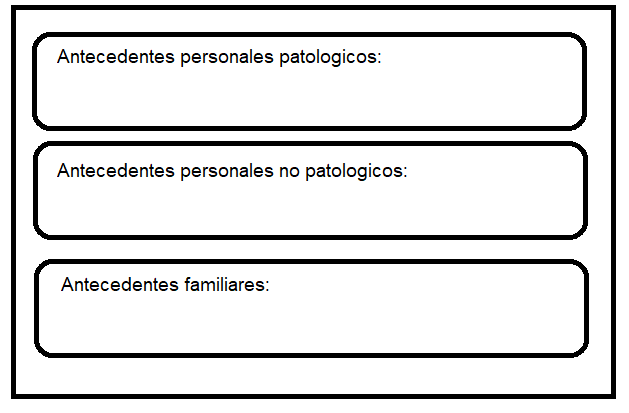 Antecedentes personales patologicos:
Antecedentes personales no patologicos:
Antecedentes familiares: